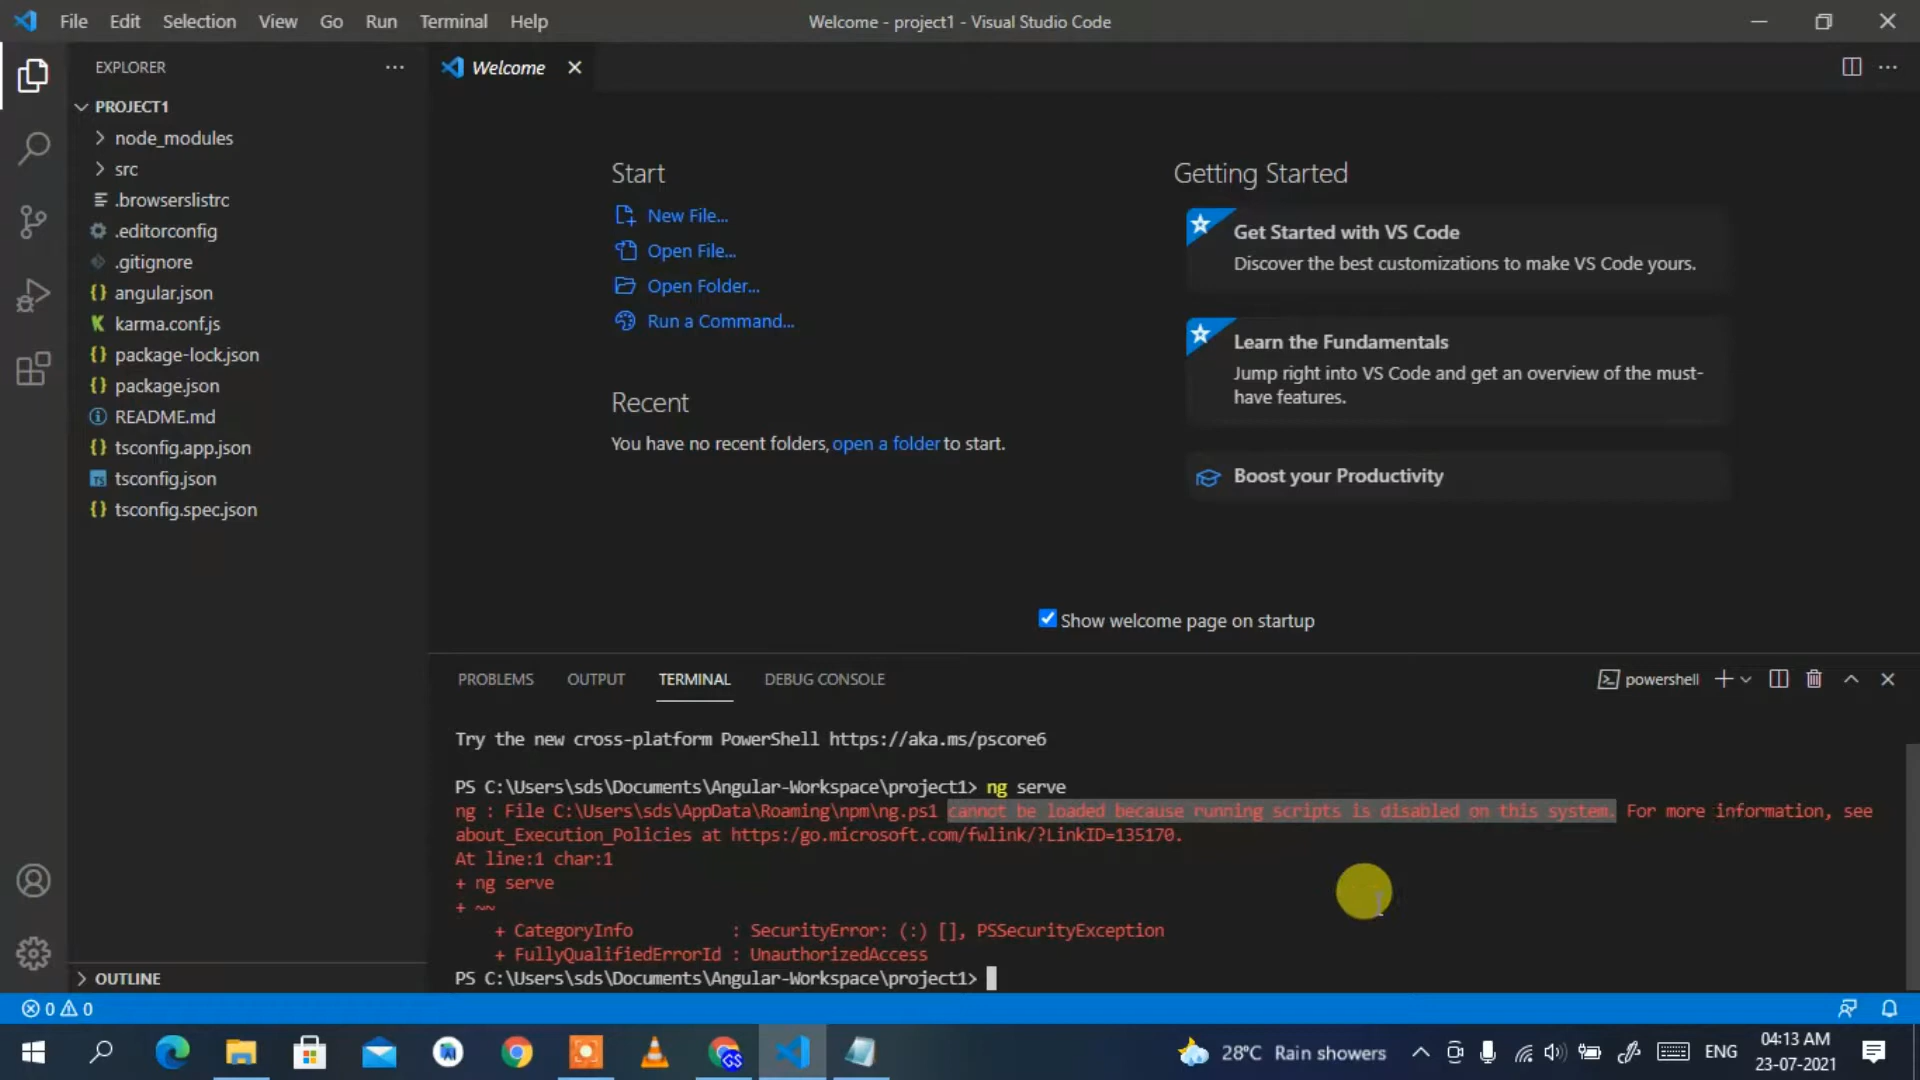 File Edit Selection View Go Run Terminal Help
Welcome - project1 - Visual Studio Code
EXPLORER
PROJECT1
node_modules
src
.browserslistrc
.editorconfig
.gitignore
angular.json
karma.conf.js
package-lock.json
package.json
README.md
tsconfig.app.json
tsconfig.json
tsconfig.spec.json
OUTLINE
Welcome
Start
New File...
Open File...
Open Folder...
Run a Command...
Recent
You have no recent folders, open a folder to start.
Getting Started
Get Started with VS Code
Discover the best customizations to make VS Code yours.
Learn the Fundamentals
Jump right into VS Code and get an overview of the must-
have features.
Boost your Productivity
Show welcome page on startup
PROBLEMS OUTPUT TERMINAL DEBUG CONSOLE
powershell
Try the new cross-platform PowerShell https://aka.ms/pscore6
PS C:\Users\sds\Documents\Angular-Workspace\project1> ng serve
ng : File C:\Users\sds\AppData\Roaming\npm\ng.ps1 cannot be loaded because running scripts is disabled on this system. For more information, see
about_Execution_Policies at https:/go.microsoft.com/fwlink/?LinkID=135170.
At line:1 char:1
+ ng serve
+ ~~
+ CategoryInfo : SecurityError: (:) [], PSSecurityException
+ FullyQualifiedErrorId : UnauthorizedAccess
PS C:\Users\sds\Documents\Angular-Workspace\project1>
0 0
28°C Rain showers
ENG
04:13 AM
23-07-2021